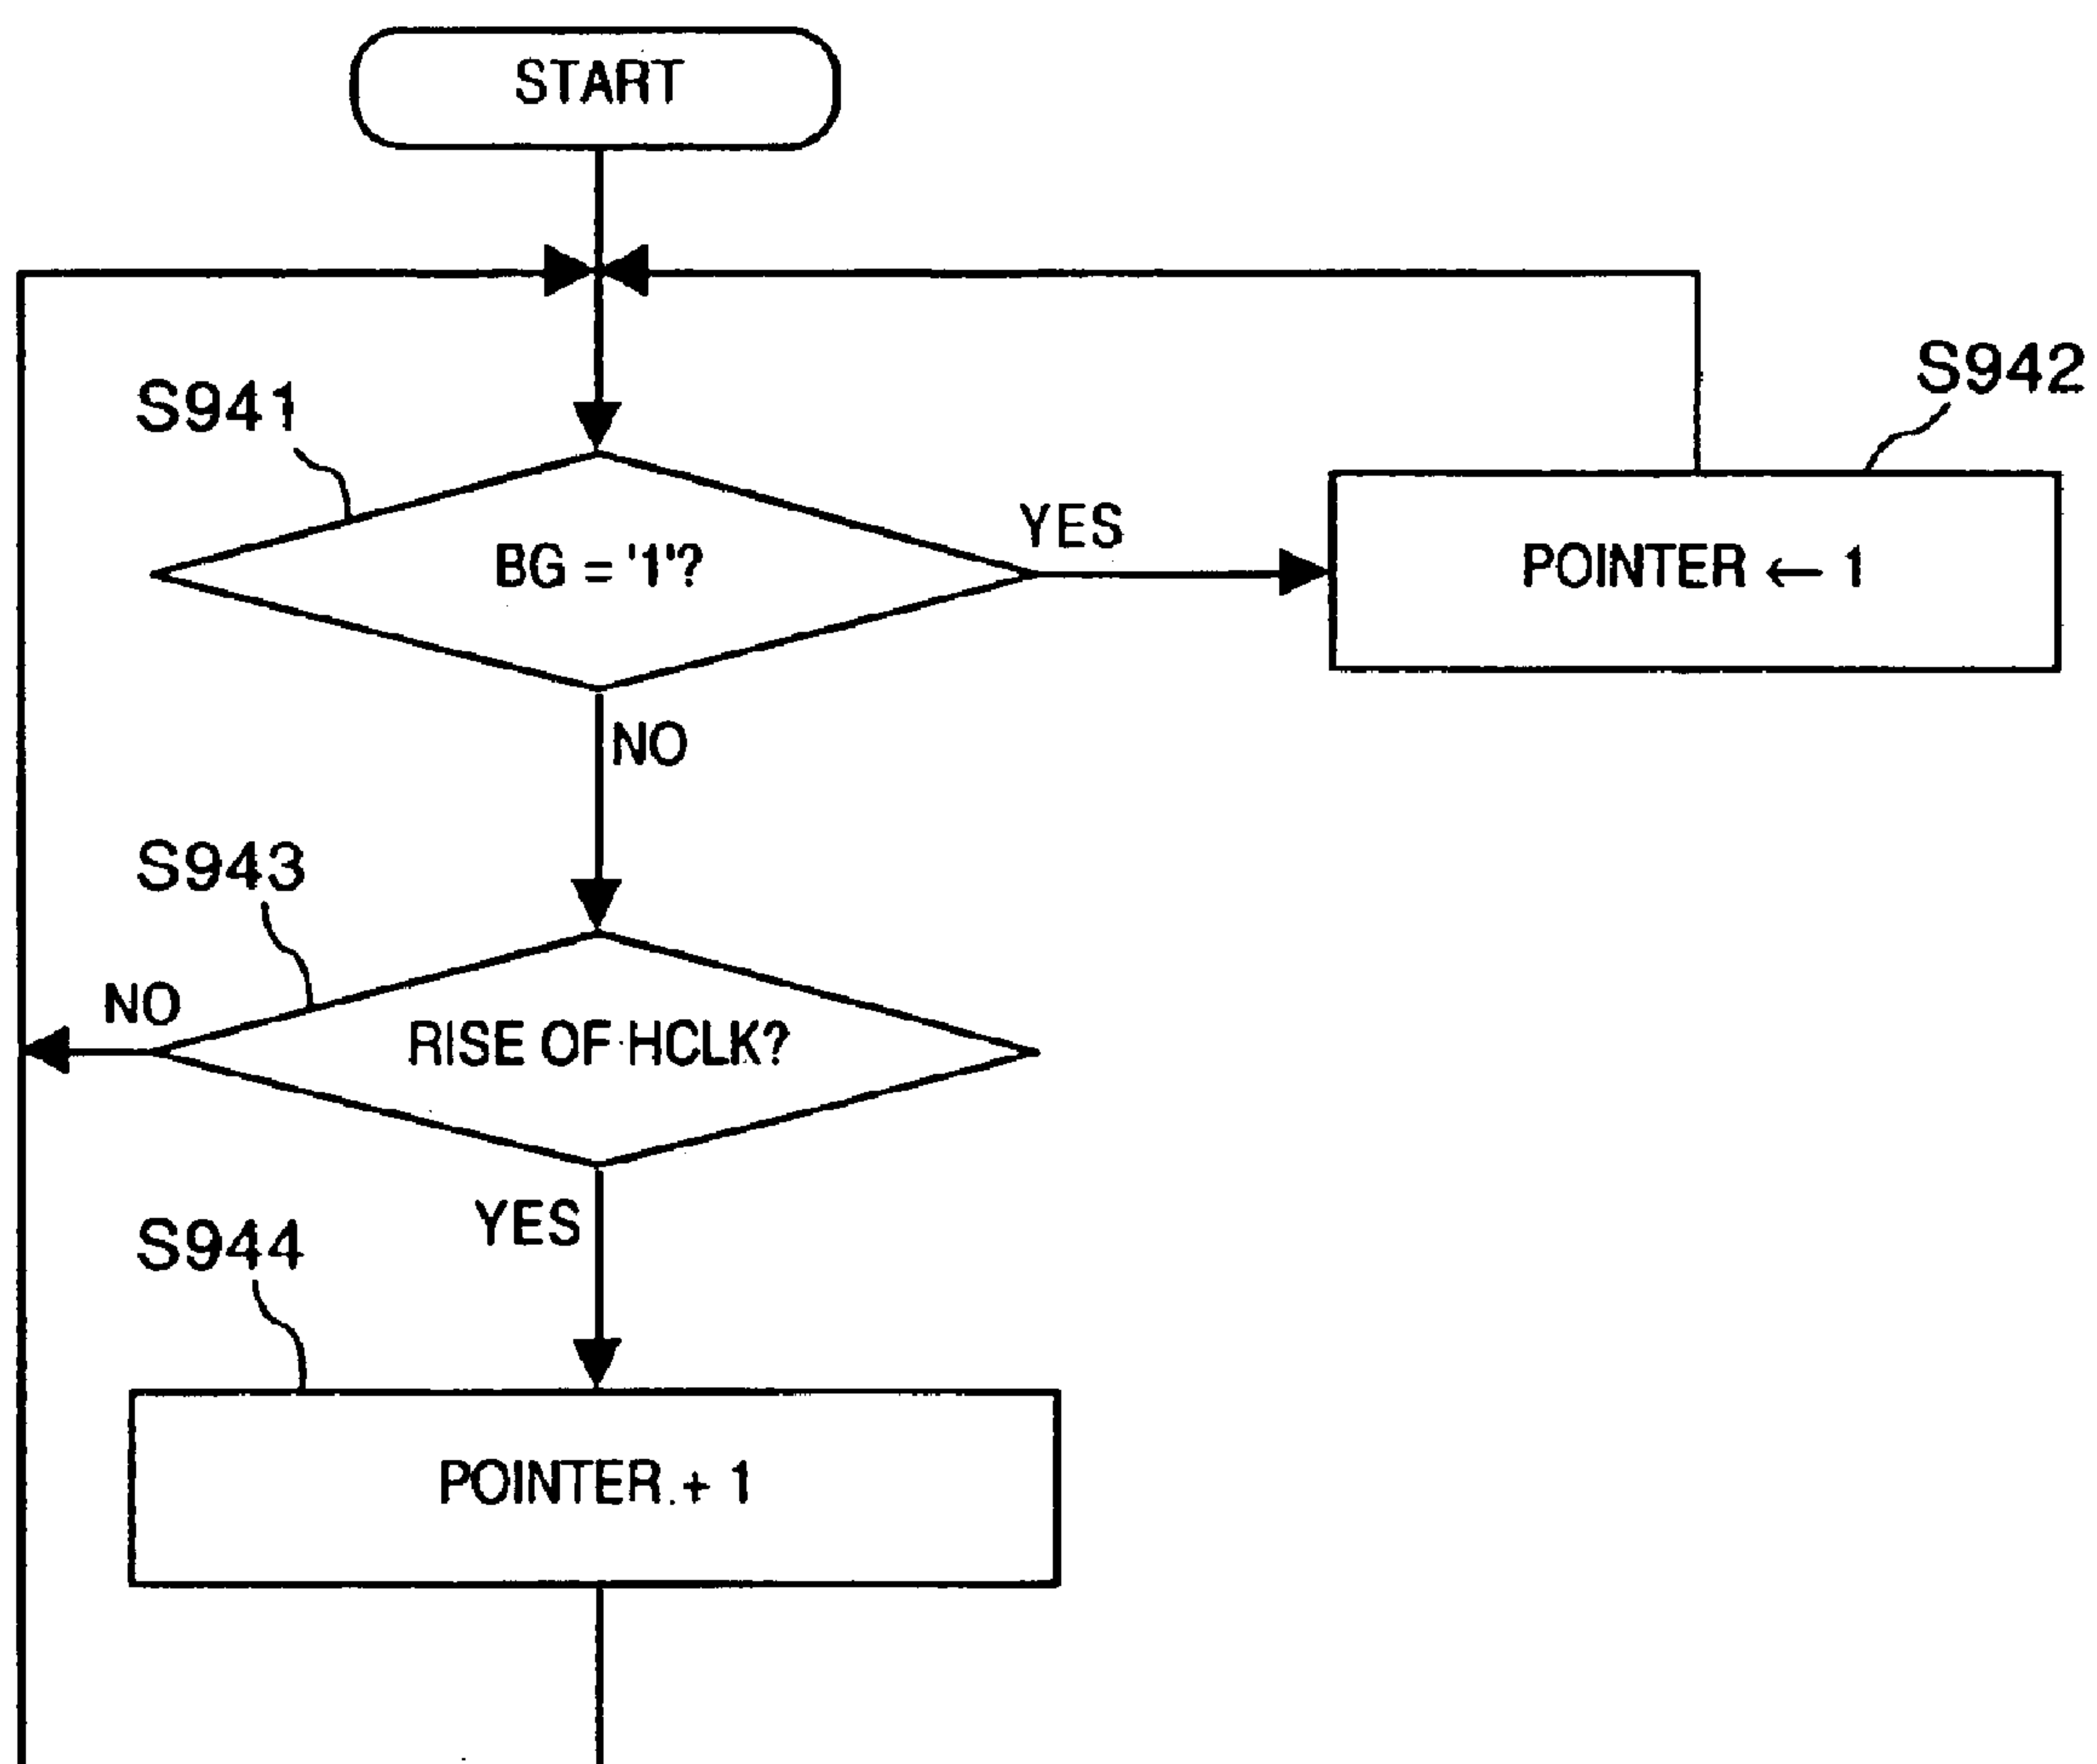 START
S941
S942
BG = '1'?
YES
POINTER ← 1
NO
S943
NO
RISE OF HCLK?
YES
S944
POINTER + 1